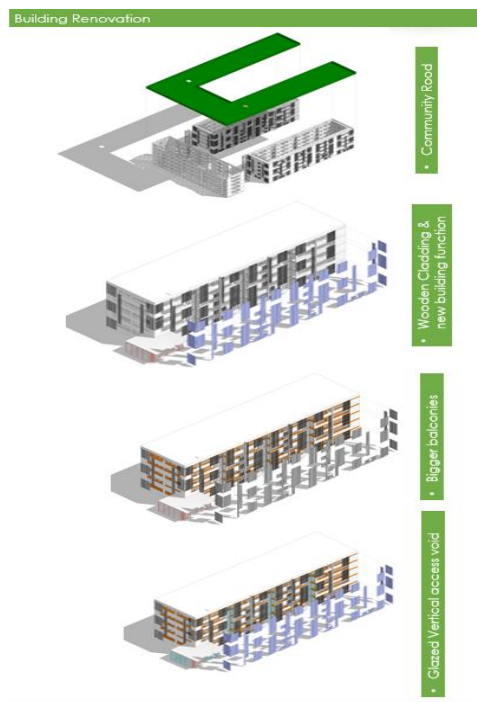 Building Renovation
• Community Rood
• Wooden Cladding &
new building function
• Bigger balconies
• Glazed Vertical access void